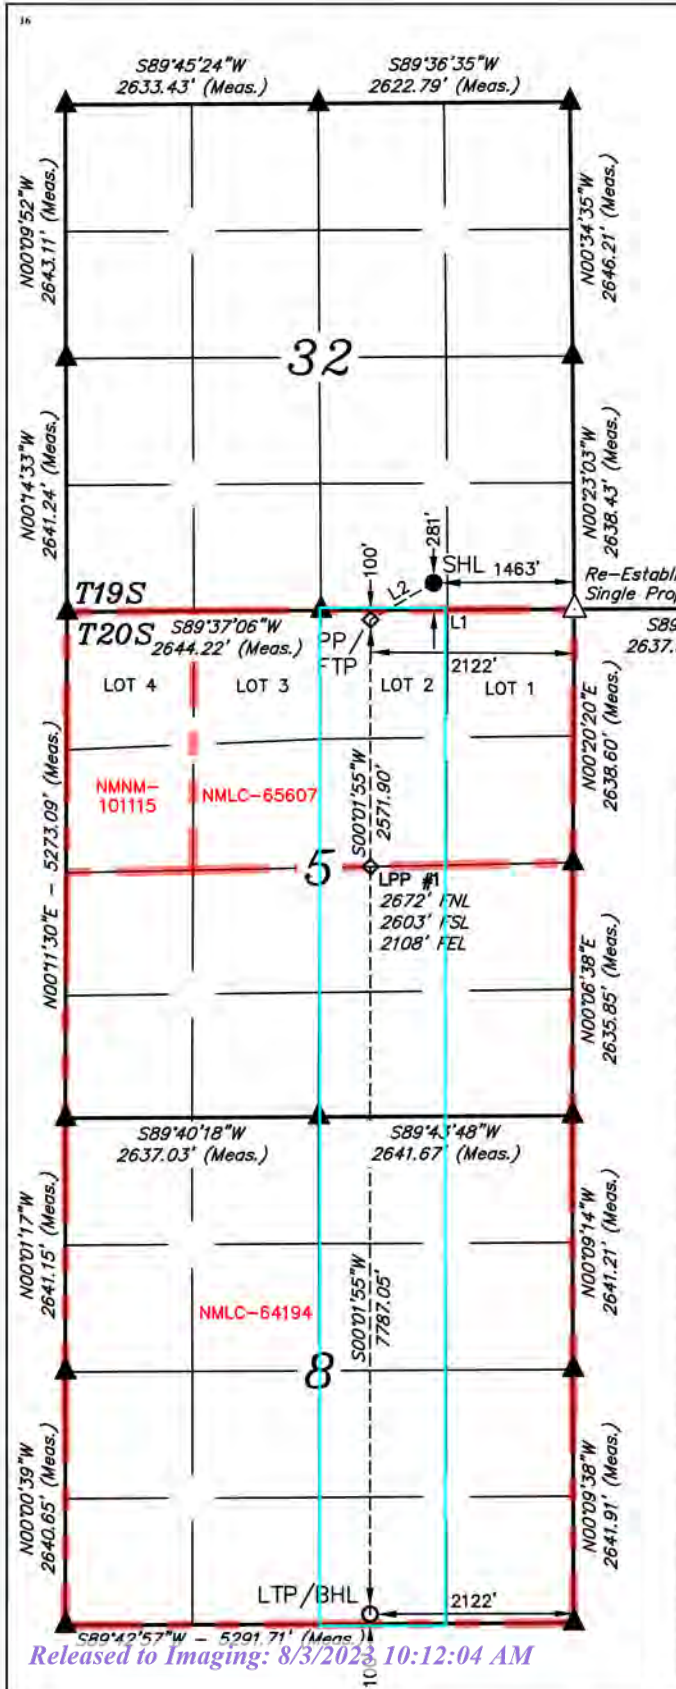 16
S89°45'24"W
2633.43' (Meas.)
S89°36'35"W
2622.79' (Meas.)
N00°09'52"W
2643.11' (Meas.)
N00°34'35"W
2646.21' (Meas.)
32
N00°14'33"W
2641.24' (Meas.)
N00°23'03"W
2638.43' (Meas.)
281'
100'
SHL 1463'
L2
Re-Establi
Single Prop
T19S
T20S
S89°37'06"W
2644.22' (Meas.)
PP/
FTP
L1
S89
2637.
2122'
LOT 4
LOT 3
LOT 2
LOT 1
N00°20'20"E
2638.60' (Meas.)
NMNM-
101115
NMLC-65607
S00°01'55"W
2571.90'
N00°11'30"E - 5273.09' (Meas.)
5
LPP #1
2672' FNL
2603' FSL
2108' FEL
N00°06'38"E
2635.85' (Meas.)
S89°40'18"W
2637.03' (Meas.)
S89°43'48"W
2641.67' (Meas.)
N00°01'17"W
2641.15' (Meas.)
N00°09'14"W
2641.21' (Meas.)
S00°01'55"W
7787.05'
NMLC-64194
8
N00°00'39"W
2640.65' (Meas.)
N00°09'38"W
2641.91' (Meas.)
LTP/BHL
2122'
S89°42'57"W - 5291.71' (Meas.)
100'
Released to Imaging: 8/3/2023 10:12:04 AM